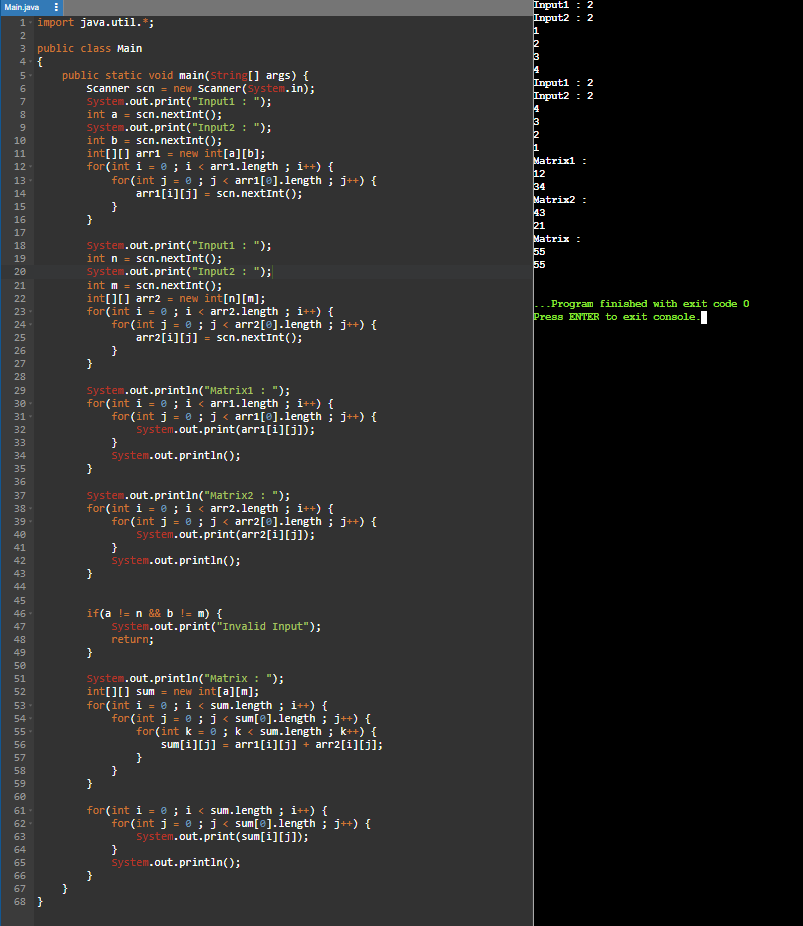 Main.java
1 import java.util.*;
2
3 public class Main
4 {
5     public static void main(String[] args) {
6         Scanner scn = new Scanner(System.in);
7         System.out.print("Input1 : ");
8         int a = scn.nextInt();
9         System.out.print("Input2 : ");
10         int b = scn.nextInt();
11         int[][] arr1 = new int[a][b];
12         for(int i = 0 ; i < arr1.length ; i++) {
13             for(int j = 0 ; j < arr1[0].length ; j++) {
14                 arr1[i][j] = scn.nextInt();
15             }
16         }
17
18         System.out.print("Input1 : ");
19         int n = scn.nextInt();
20         System.out.print("Input2 : ");
21         int m = scn.nextInt();
22         int[][] arr2 = new int[n][m];
23         for(int i = 0 ; i < arr2.length ; i++) {
24             for(int j = 0 ; j < arr2[0].length ; j++) {
25                 arr2[i][j] = scn.nextInt();
26             }
27         }
28
29         System.out.println("Matrix1 : ");
30         for(int i = 0 ; i < arr1.length ; i++) {
31             for(int j = 0 ; j < arr1[0].length ; j++) {
32                 System.out.print(arr1[i][j]);
33             }
34             System.out.println();
35         }
36
37         System.out.println("Matrix2 : ");
38         for(int i = 0 ; i < arr2.length ; i++) {
39             for(int j = 0 ; j < arr2[0].length ; j++) {
40                 System.out.print(arr2[i][j]);
41             }
42             System.out.println();
43         }
44
45
46         if(a != n && b != m) {
47             System.out.print("Invalid Input");
48             return;
49         }
50
51         System.out.println("Matrix : ");
52         int[][] sum = new int[a][m];
53         for(int i = 0 ; i < sum.length ; i++) {
54             for(int j = 0 ; j < sum[0].length ; j++) {
55                 for(int k = 0 ; k < sum.length ; k++) {
56                     sum[i][j] = arr1[i][j] + arr2[i][j];
57                 }
58             }
59         }
60
61         for(int i = 0 ; i < sum.length ; i++) {
62             for(int j = 0 ; j < sum[0].length ; j++) {
63                 System.out.print(sum[i][j]);
64             }
65             System.out.println();
66         }
67     }
68 }
Input1 : 2
Input2 : 2
1
2
3
4
Input1 : 2
Input2 : 2
4
3
2
1
Matrix1 :
12
34
Matrix2 :
43
21
Matrix :
55
55
...Program finished with exit code 0
Press ENTER to exit console.